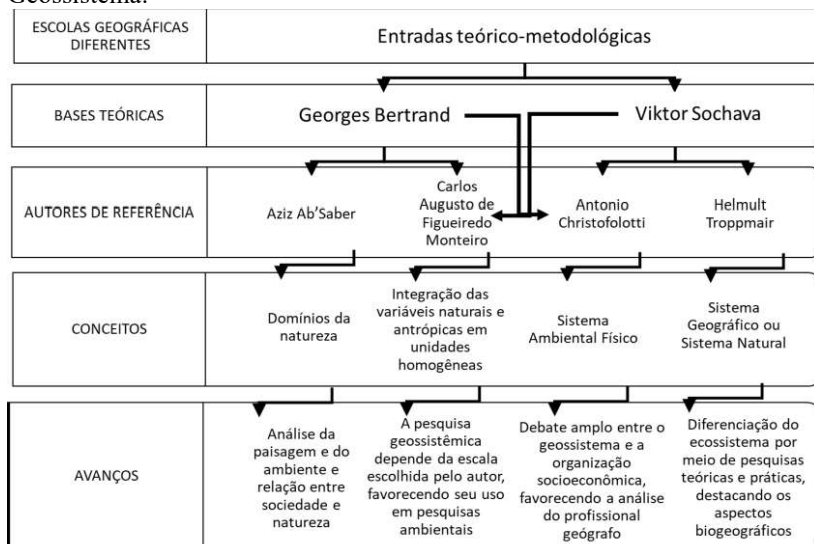 Geossistema.
ESCOLAS GEOGRÁFICAS
DIFERENTES
Entradas teórico-metodológicas
BASES TEÓRICAS
Georges Bertrand
Viktor Sochava
AUTORES DE REFERÊNCIA
Aziz Ab’Saber
Carlos
Augusto de
Figueiredo
Monteiro
Antonio
Christofolotti
Helmult
Troppmair
CONCEITOS
Domínios da
natureza
Integração das
variáveis naturais e
antrópicas em
unidades
homogêneas
Sistema
Ambiental Físico
Sistema
Geográfico ou
Sistema Natural
AVANÇOS
Análise da
paisagem e do
ambiente e
relação entre
sociedade e
natureza
A pesquisa
geossistêmica
depende da escala
escolhida pelo autor,
favorecendo seu uso
em pesquisas
ambientais
Debate amplo entre o
geossistema e a
organização
socioeconômica,
favorecendo a análise
do profissional
geógrafo
Diferenciação do
ecossistema por
meio de pesquisas
teóricas e práticas,
destacando os
aspectos
biogeográficos